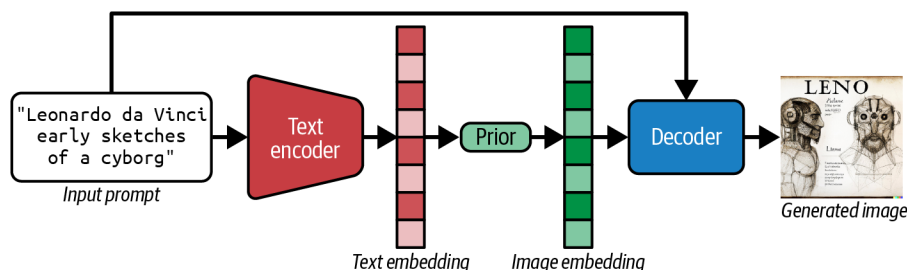 "Leonardo da Vinci
early sketches
of a cyborg"
Input prompt
Text
encoder
Text embedding
Prior
Image embedding
Decoder
LENO
Generated image